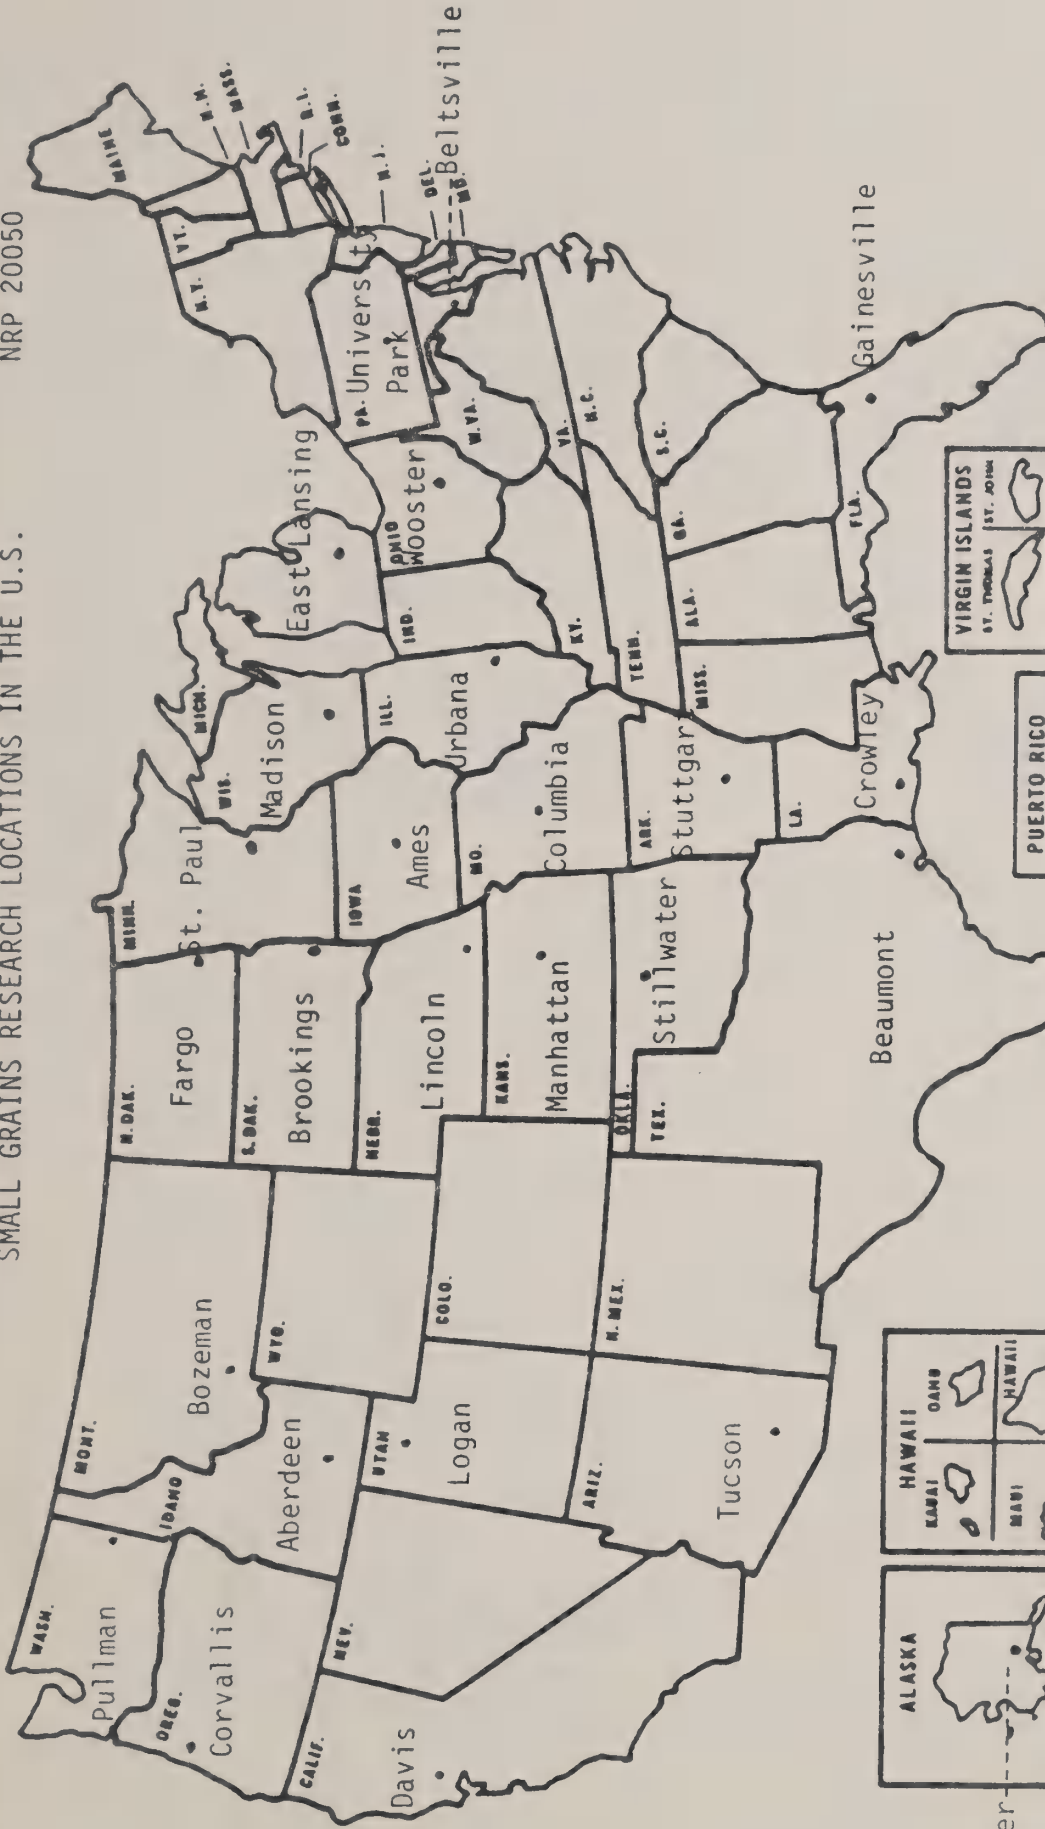 SMALL GRAINS RESEARCH LOCATIONS IN THE U.S.
NRP 20050
WASH.
Pullman
OREG.
Corvallis
CALIF.
Davis
NEV.
IDAHO
Aberdeen
MONT.
Bozeman
WYO.
UTAH
Logan
COLO.
ARIZ.
Tucson
N. MEX.
N. DAK.
Fargo
S. DAK.
Brookings
NEBR.
Lincoln
KANS.
Manhattan
OKLA.
Stillwater
TEX.
Beaumont
MINN.
St. Paul
IOWA
Ames
MO.
Columbia
ARK.
Stuttgart
LA.
Crowley
WIS.
Madison
MICH.
East Lansing
ILL.
Urbana
IND.
OHIO
Wooster
KY.
TENN.
MISS.
ALA.
GA.
FLA.
Gainesville
S.C.
N.C.
VA.
W.VA.
PA.
University
Park
N.Y.
VT.
MAINE
N.H.
MASS.
R.I.
CONN.
N.J.
DEL.
MD.
Beltsville
ALASKA
HAWAII
KAUAI
OAHU
MAUI
HAWAII
PUERTO RICO
VIRGIN ISLANDS
ST. THOMAS
ST. JOHN